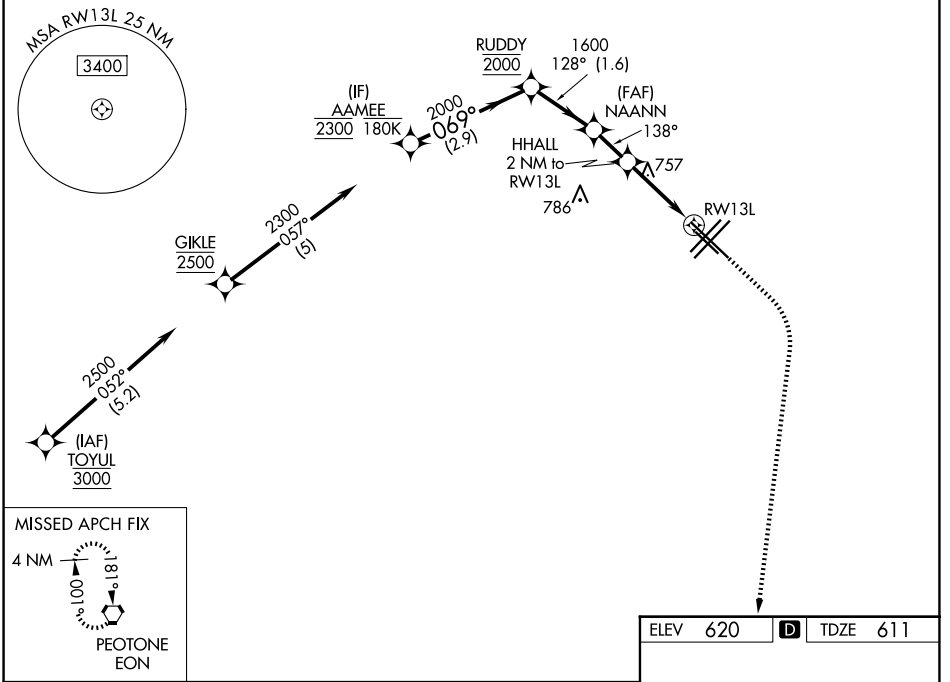 MSA RW13L 25 NM
3400
RUDDY
2000
1600
128° (1.6)
(IF)
AAMEE
2300 180K
2000
069°
(2.9)
(FAF)
NAANN
138°
HHALL
2 NM to
RW13L
757
786
RW13L
2300
057°
(5)
GIKLE
2500
2500
052°
(5.2)
(IAF)
TOYUL
3000
MISSED APCH FIX
4 NM
181°
001°
PEOTONE
EON
ELEV 620 D TDZE 611